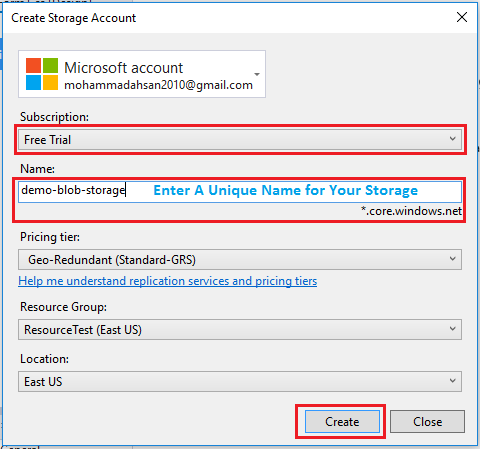 Create Storage Account
Microsoft account
mohammadahsan2010@gmail.com
Subscription:
Free Trial
Name:
demo-blob-storage Enter A Unique Name for Your Storage
*.core.windows.net
Pricing tier:
Geo-Redundant (Standard-GRS)
Help me understand replication services and pricing tiers
Resource Group:
ResourceTest (East US)
Location:
East US
Create Close